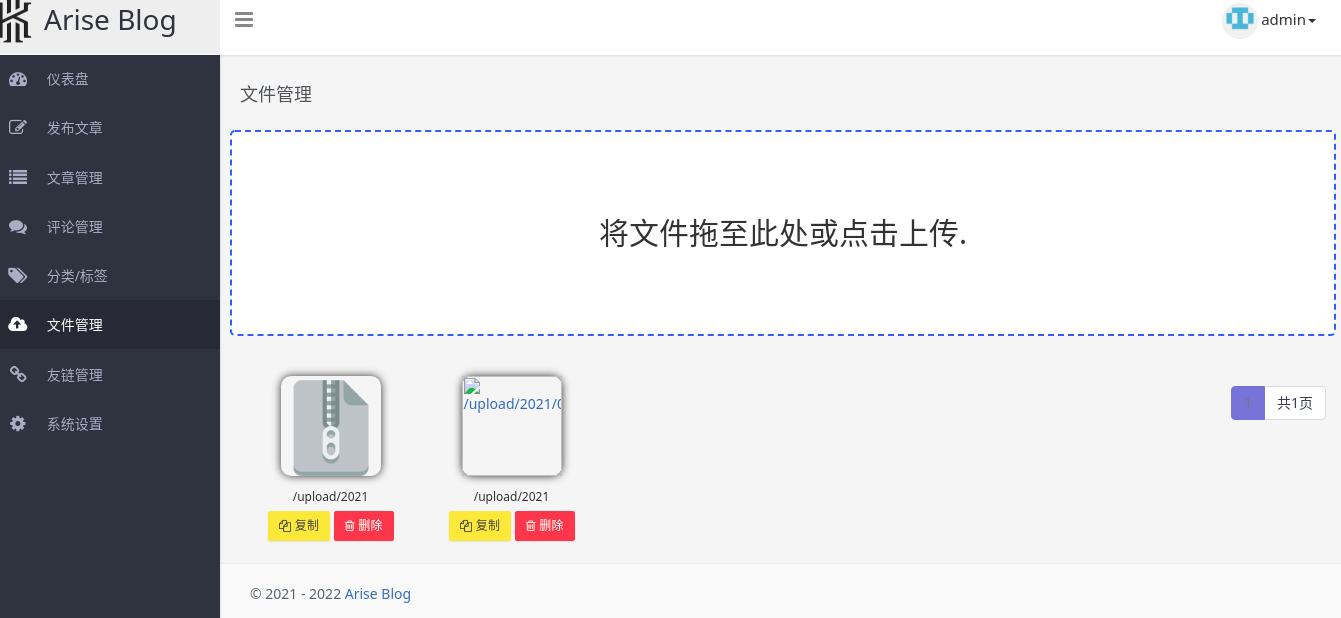 Arise Blog
admin
仪表盘
发布文章
文章管理
评论管理
分类/标签
文件管理
友链管理
系统设置
文件管理
将文件拖至此处或点击上传.
/upload/2021/0
/upload/2021
复制 删除
/upload/2021
复制 删除
1 共1页
© 2021 - 2022 Arise Blog